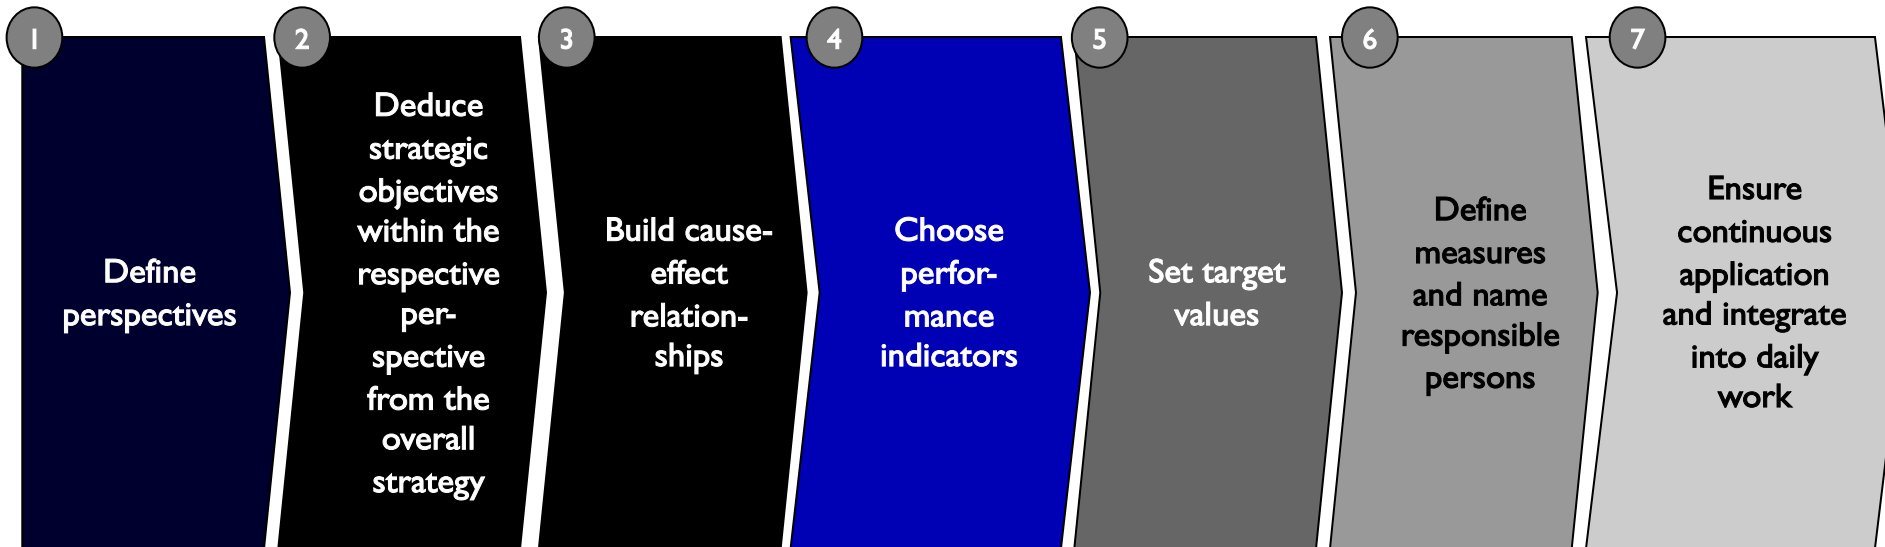 1
Define
perspectives
2
Deduce
strategic
objectives
within the
respective
per-
spective
from the
overall
strategy
3
Build cause-
effect
relation-
ships
4
Choose
perfor-
mance
indicators
5
Set target
values
6
Define
measures
and name
responsible
persons
7
Ensure
continuous
application
and integrate
into daily
work